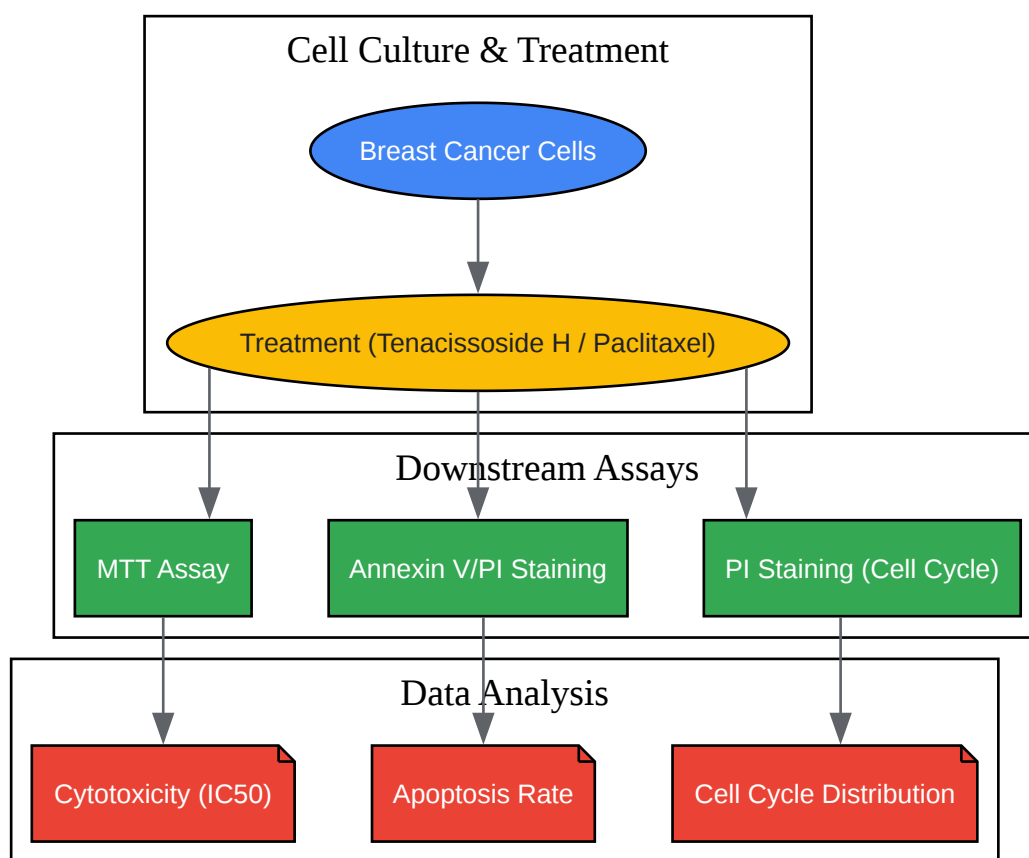 Cell Culture & Treatment
Breast Cancer Cells
Treatment (Tenacissoside H / Paclitaxel)
Downstream Assays
MTT Assay
Annexin V/PI Staining
PI Staining (Cell Cycle)
Data Analysis
Cytotoxicity (IC50)
Apoptosis Rate
Cell Cycle Distribution